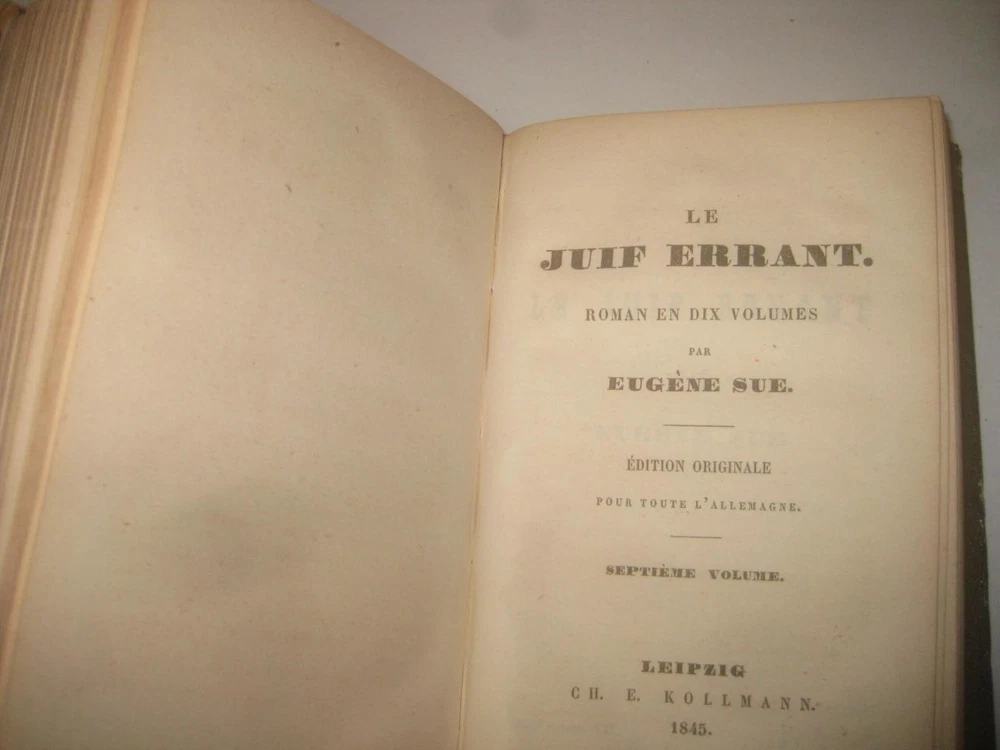 LE
JUIF ERRANT.
ROMAN EN DIX VOLUMES
PAR
EUGÈNE SUE.
ÉDITION ORIGINALE
POUR TOUTE L'ALLEMAGNE.
SEPTIÈME VOLUME.
LEIPZIG
CH. E. KOLLMANN.
1845.